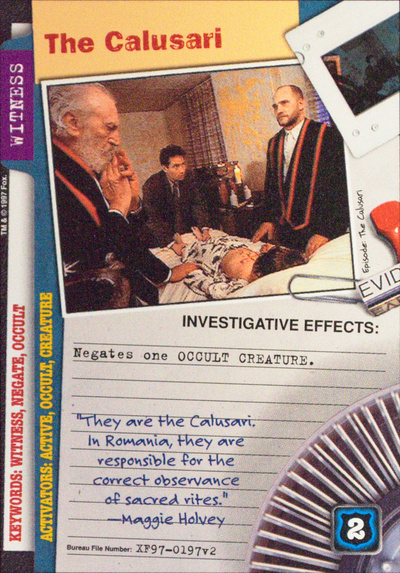 The Calusari
WITNESS
TM & © 1997 Fox.
Episode: The Calusari
EVID
INVESTIGATIVE EFFECTS:
Negates one OCCULT CREATURE.
KEYWORDS: WITNESS, NEGATE, OCCULT
ACTIVATORS: ACTIVE, OCCULT, CREATURE
"They are the Calusari.
In Romania, they are
responsible for the
correct observance
of sacred rites."
—Maggie Holvey
2
Bureau File Number: XF97-0197v2